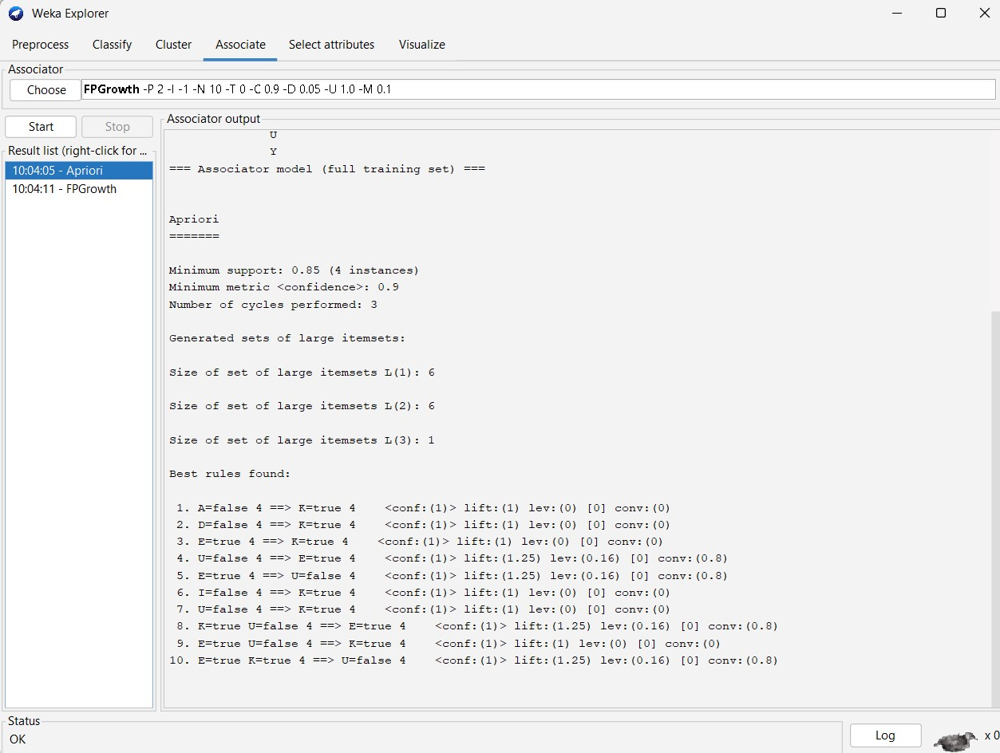 Weka Explorer
Preprocess Classify Cluster Associate Select attributes Visualize
Associator
Choose FPGrowth -P 2 -I -1 -N 10 -T 0 -C 0.9 -D 0.05 -U 1.0 -M 0.1
Start Stop
Result list (right-click for ...
10:04:05 - Apriori
10:04:11 - FPGrowth
Associator output
U
Y
=== Associator model (full training set) ===
Apriori
=======
Minimum support: 0.85 (4 instances)
Minimum metric <confidence>: 0.9
Number of cycles performed: 3
Generated sets of large itemsets:
Size of set of large itemsets L(1): 6
Size of set of large itemsets L(2): 6
Size of set of large itemsets L(3): 1
Best rules found:
1. A=false 4 ==> K=true 4 <conf:(1)> lift:(1) lev:(0) [0] conv:(0)
2. D=false 4 ==> K=true 4 <conf:(1)> lift:(1) lev:(0) [0] conv:(0)
3. E=true 4 ==> K=true 4 <conf:(1)> lift:(1) lev:(0) [0] conv:(0)
4. U=false 4 ==> E=true 4 <conf:(1)> lift:(1.25) lev:(0.16) [0] conv:(0.8)
5. E=true 4 ==> U=false 4 <conf:(1)> lift:(1.25) lev:(0.16) [0] conv:(0.8)
6. I=false 4 ==> K=true 4 <conf:(1)> lift:(1) lev:(0) [0] conv:(0)
7. U=false 4 ==> K=true 4 <conf:(1)> lift:(1) lev:(0) [0] conv:(0)
8. K=true U=false 4 ==> E=true 4 <conf:(1)> lift:(1.25) lev:(0.16) [0] conv:(0.8)
9. E=true U=false 4 ==> K=true 4 <conf:(1)> lift:(1) lev:(0) [0] conv:(0)
10. E=true K=true 4 ==> U=false 4 <conf:(1)> lift:(1.25) lev:(0.16) [0] conv:(0.8)
Status
OK
Log
x 0